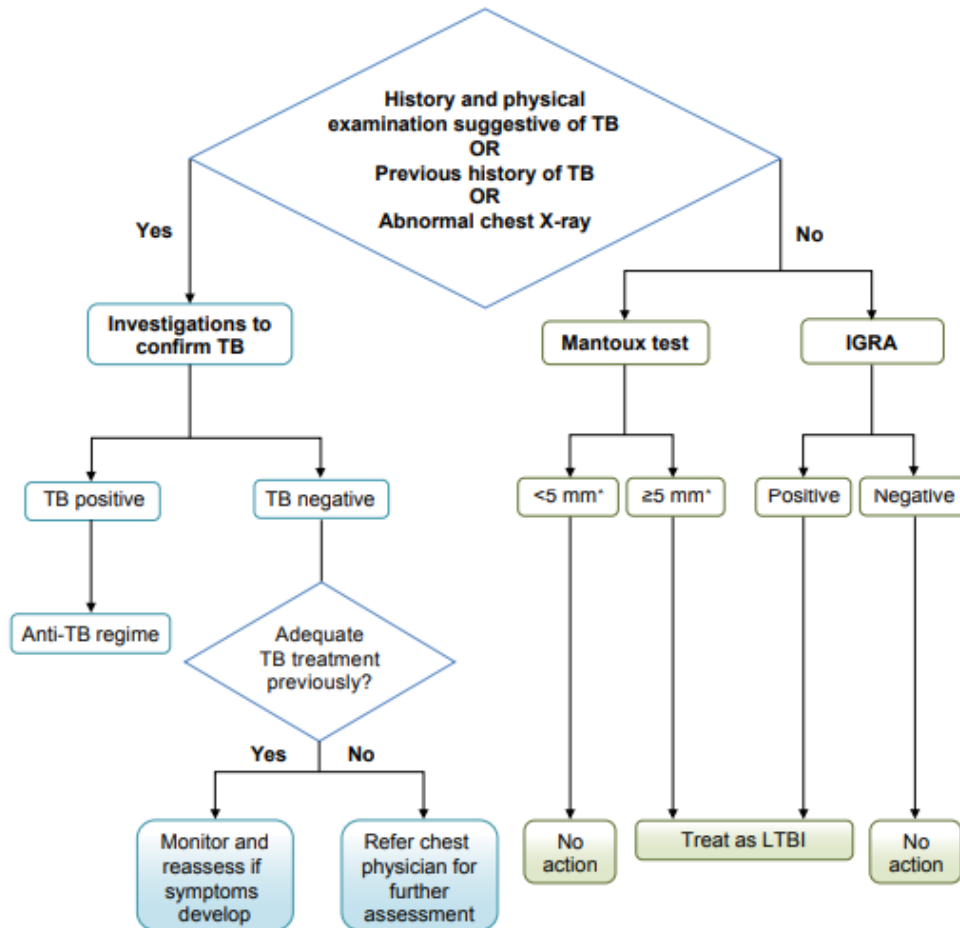 History and physical
examination suggestive of TB
OR
Previous history of TB
OR
Abnormal chest X-ray
Yes
No
Investigations to
confirm TB
Mantoux test
IGRA
TB positive
TB negative
<5 mm*
≥5 mm*
Positive
Negative
Anti-TB regime
Adequate
TB treatment
previously?
Yes
No
Monitor and
reassess if
symptoms
develop
Refer chest
physician for
further
assessment
No
action
Treat as LTBI
No
action